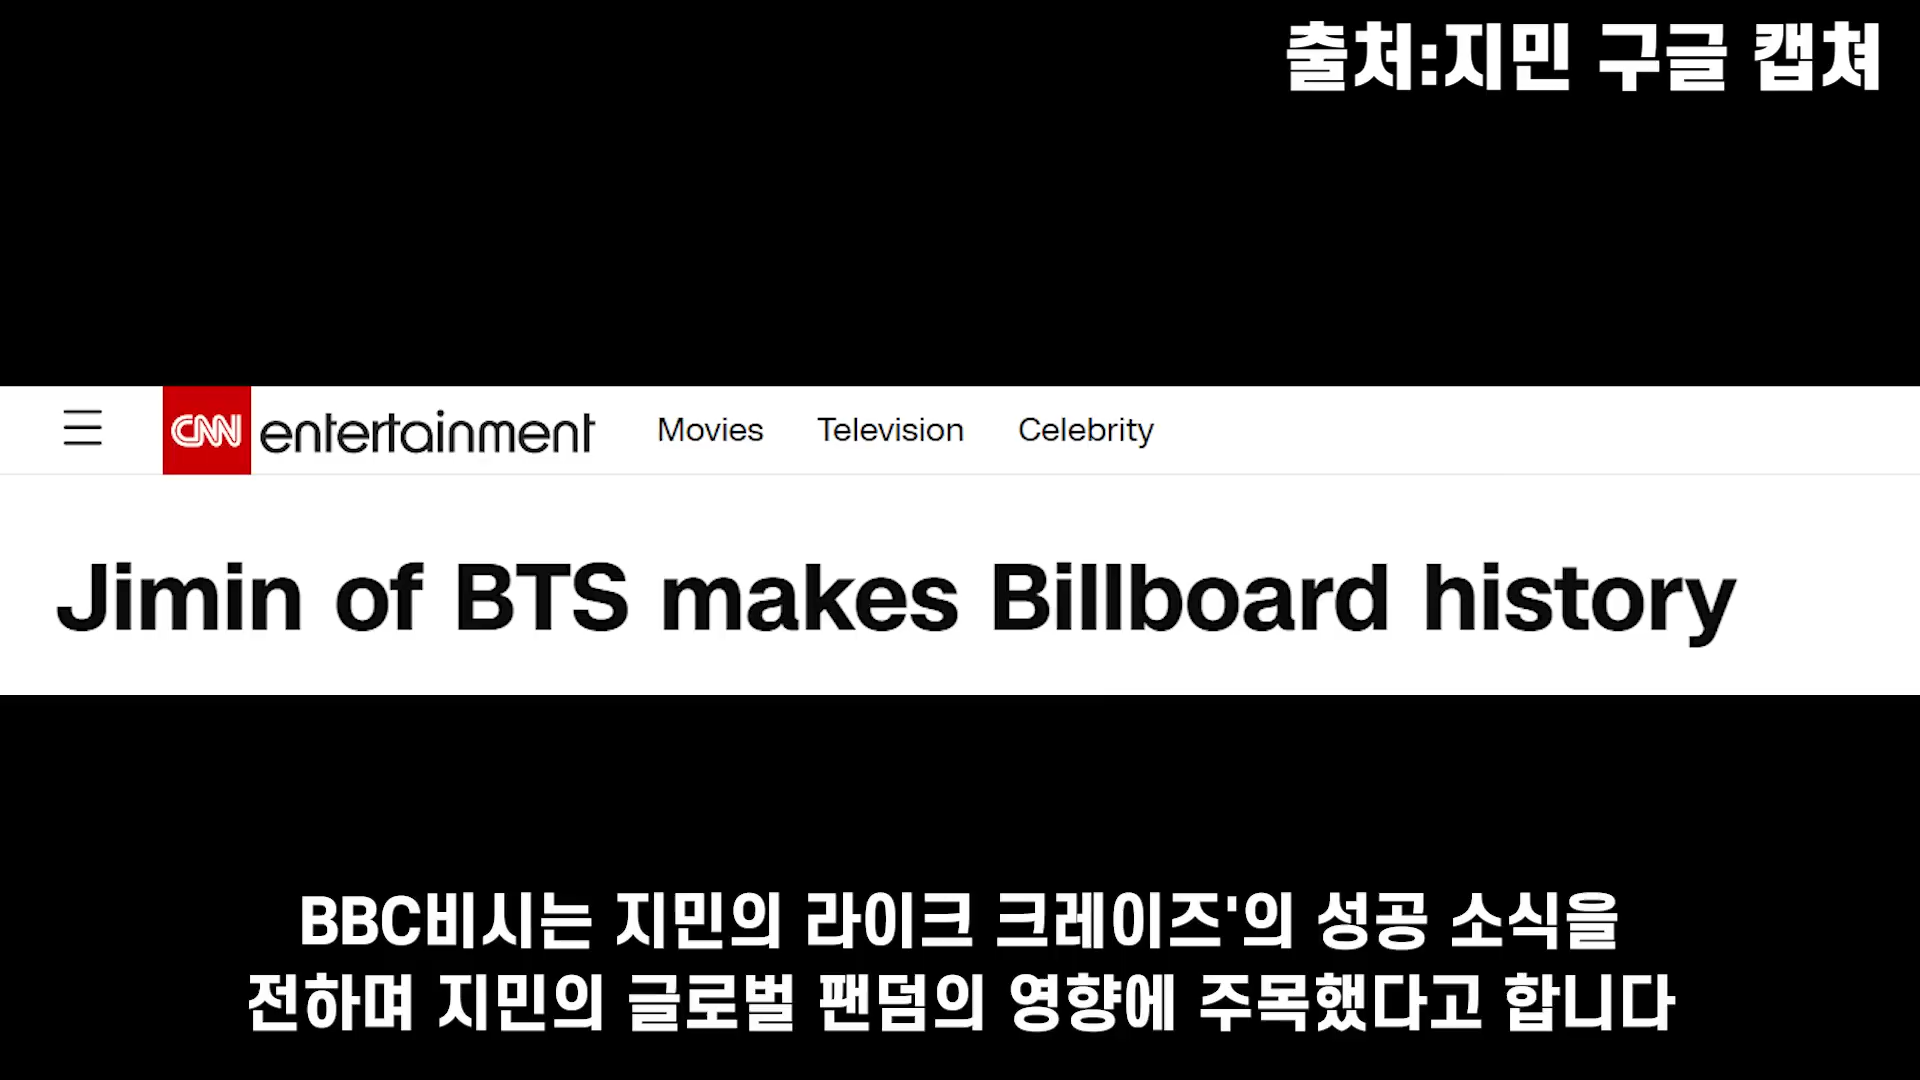 출처:지민 구글 캡쳐
CNN entertainment Movies Television Celebrity
Jimin of BTS makes Billboard history
BBC비시는 지민의 라이크 크레이즈'의 성공 소식을
전하며 지민의 글로벌 팬덤의 영향에 주목했다고 합니다